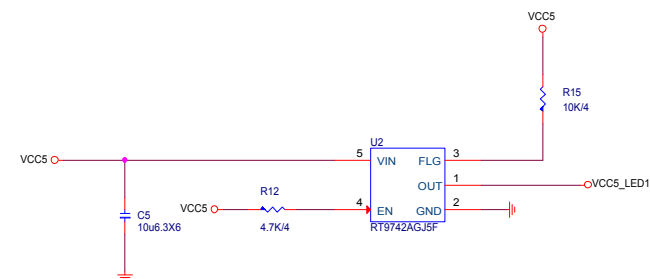 VCC5
R15
10K/4
U2
VCC5
5
VIN
FLG
3
OUT
1
VCC5_LED1
R12
VCC5
4
EN
GND
2
C5
10u6.3X6
4.7K/4
RT9742AGJ5F